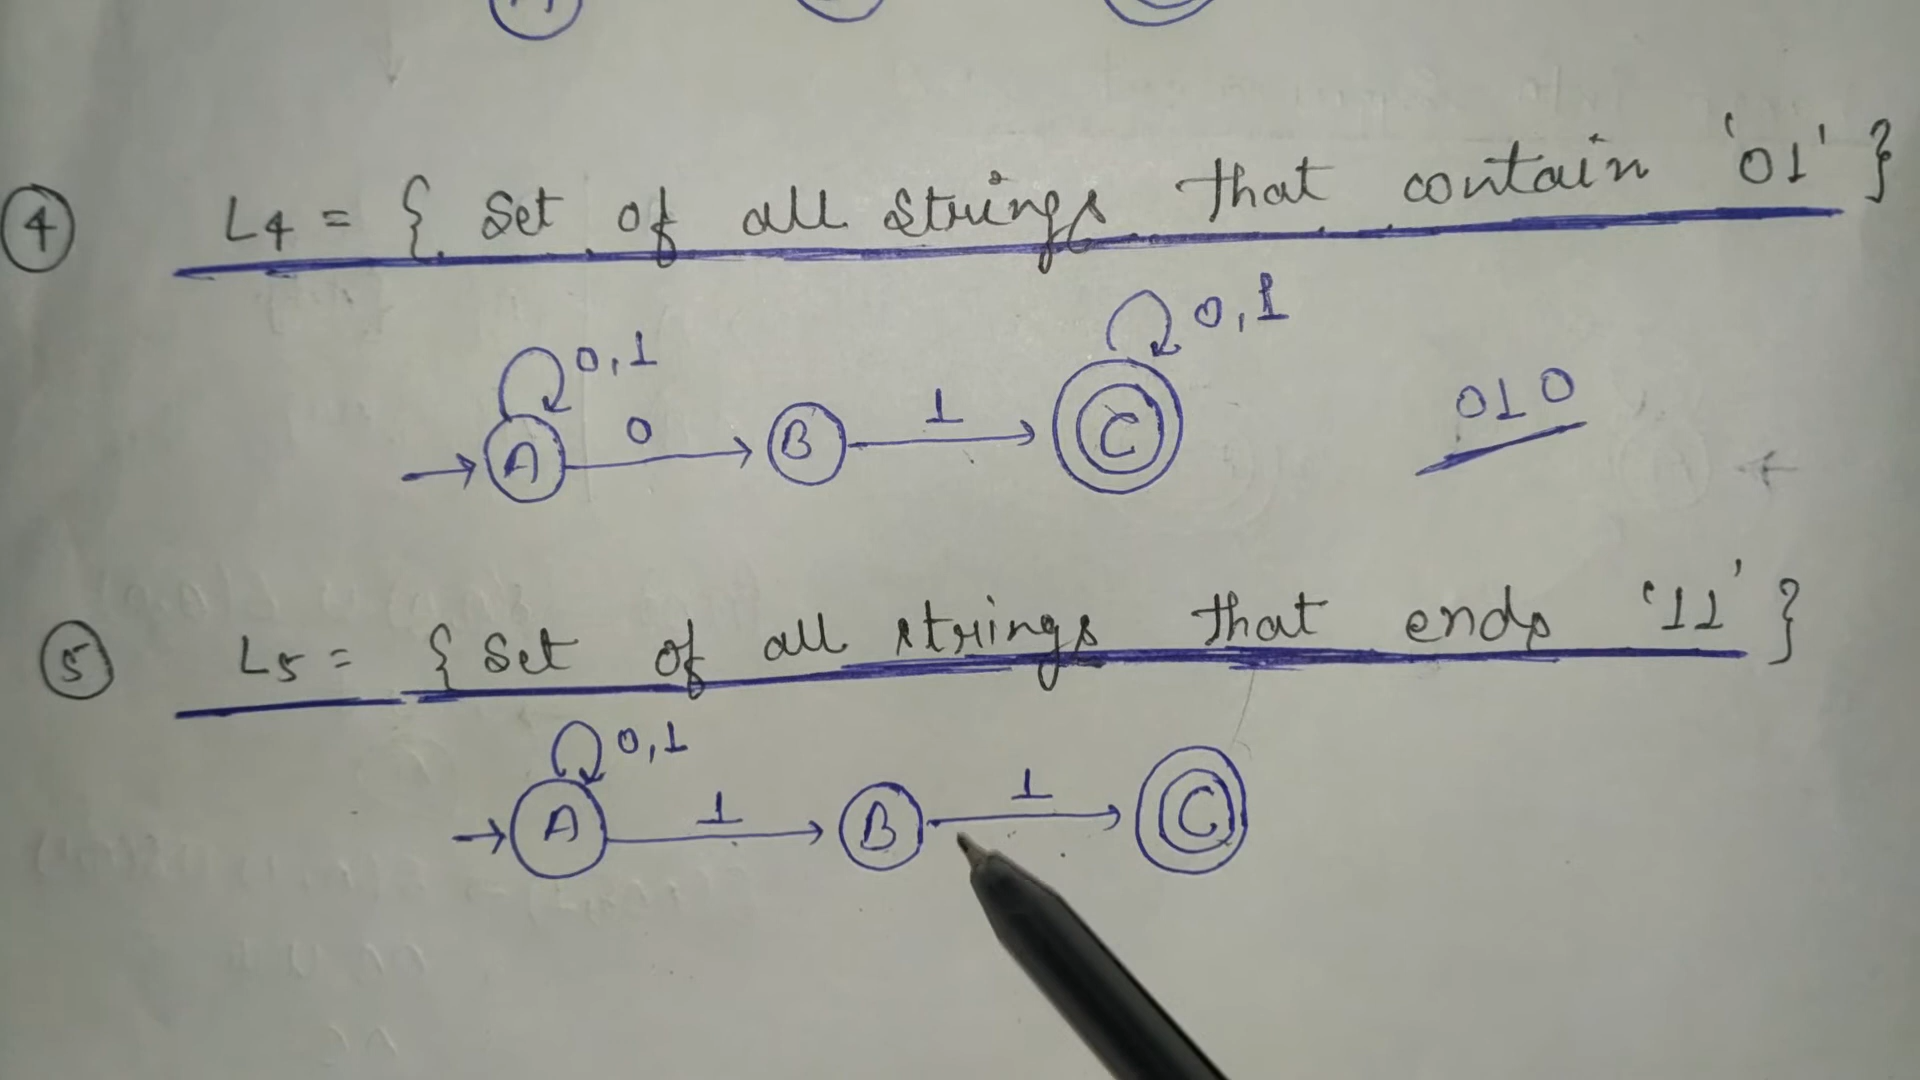 ④ L4 = { Set of all strings that contain '01' }
0,1 0,1
A 0 B 1 C 010
⑤ L5 = { Set of all strings that ends '11' }
0,1
A 1 B 1 C